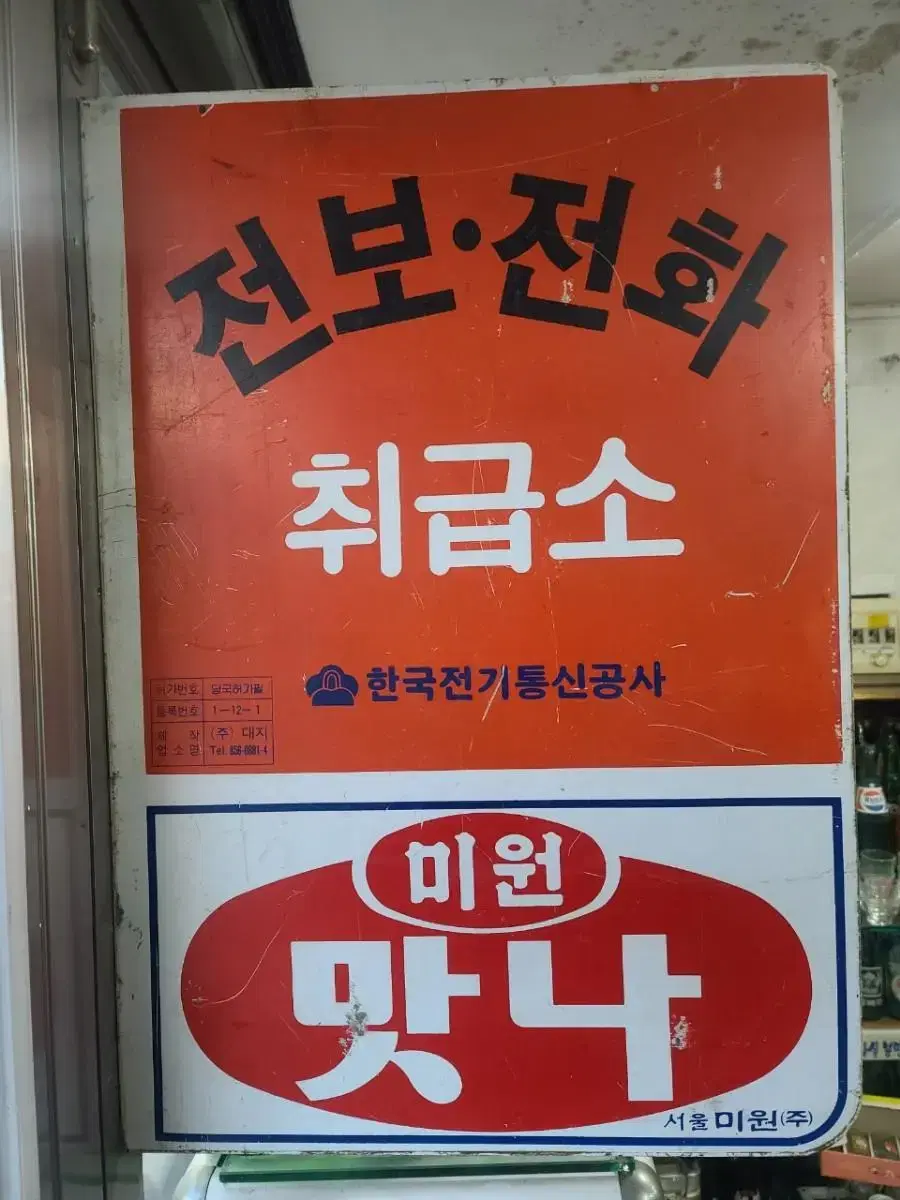 전보·전화
취급소
한국전기통신공사
허가번호 당국허가필
등록번호 1-12-1
제작 (주) 대지
업소명 Tel. 856-0881-4
미원
맛나
서울 미원(주)